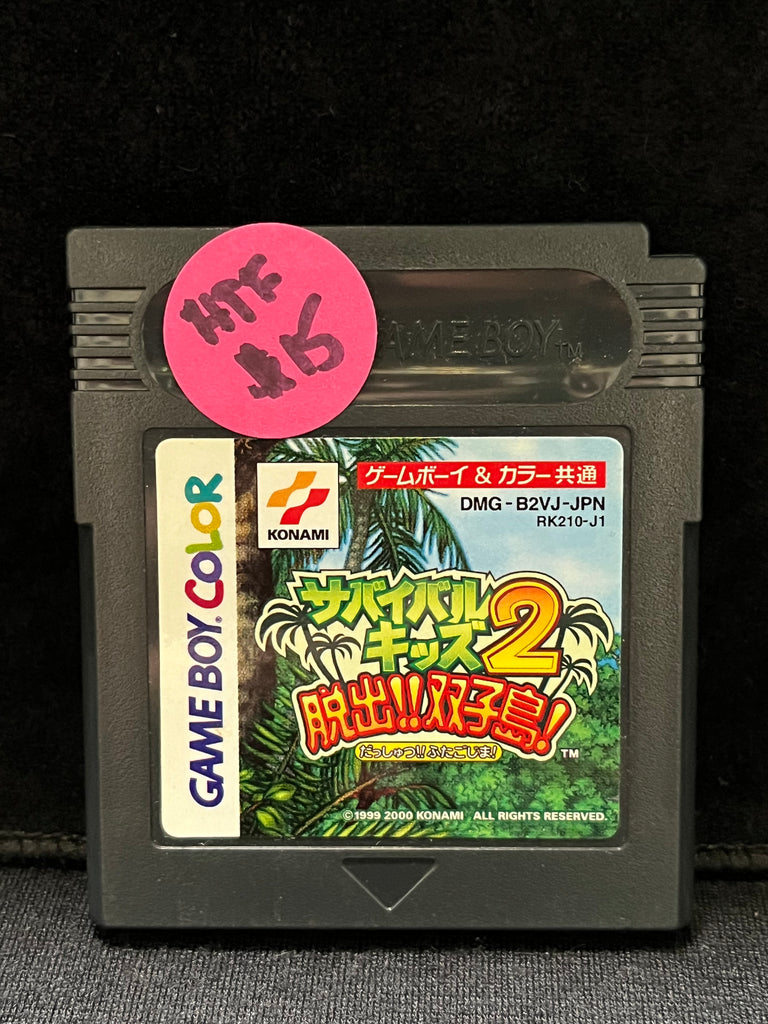 HTF
GAME BOY™
GAME BOY® COLOR
KONAMI
ゲームボーイ & カラー共通
DMG-B2VJ-JPN
RK210-J1
サバイバル
キッズ2
脱出!!双子島!
だっしゅつ!! ふたごじま!
TM
©1999 2000 KONAMI ALL RIGHTS RESERVED.